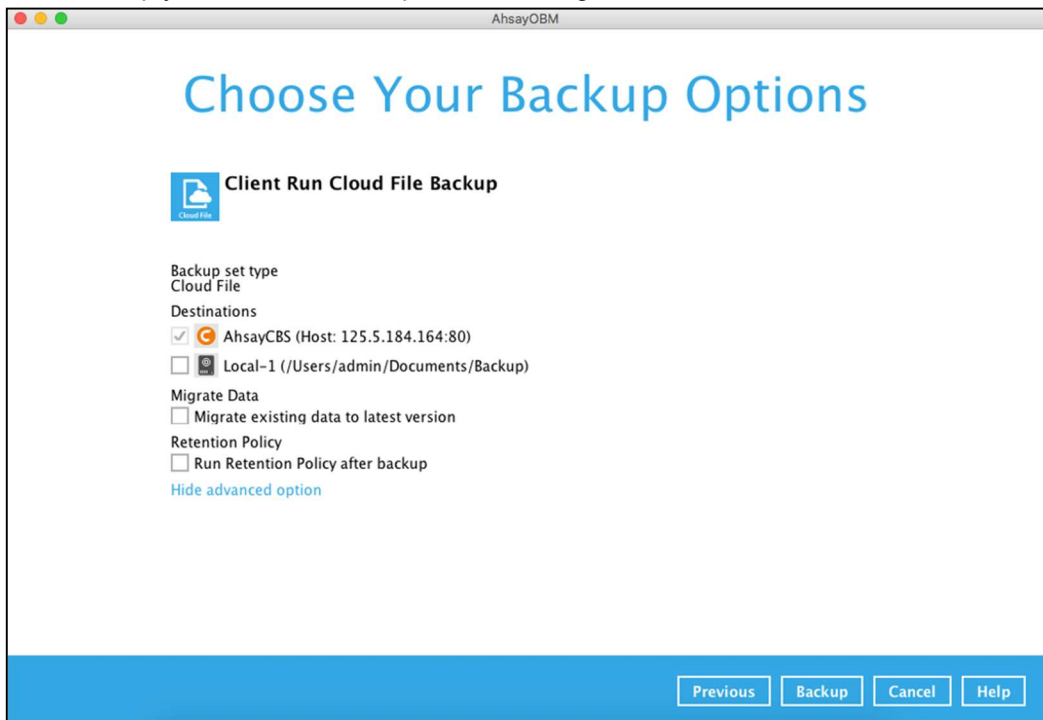 AhsayOBM
Choose Your Backup Options
Client Run Cloud File Backup
Cloud File
Backup set type
Cloud File
Destinations
AhsayCBS (Host: 125.5.184.164:80)
Local-1 (/Users/admin/Documents/Backup)
Migrate Data
Migrate existing data to latest version
Retention Policy
Run Retention Policy after backup
Hide advanced option
Previous Backup Cancel Help